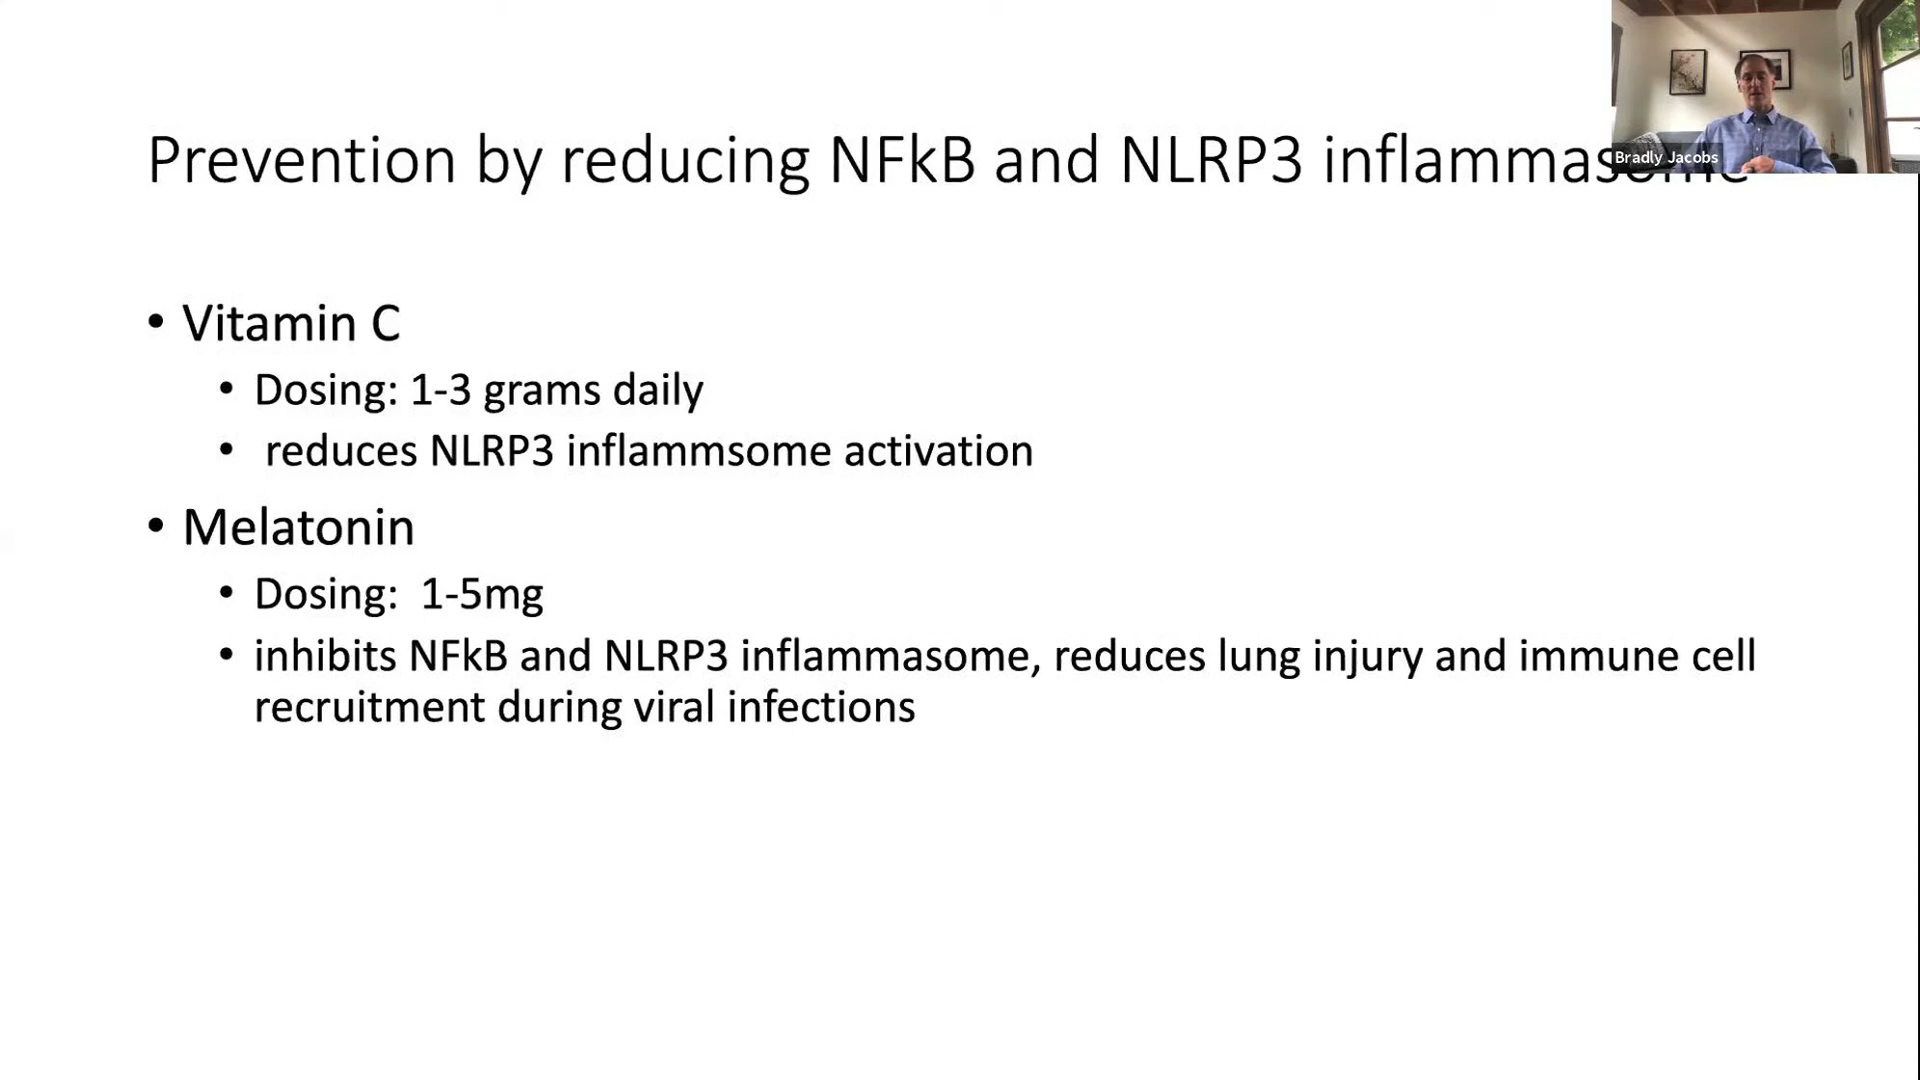 Prevention by reducing NFkB and NLRP3 inflammasome
Bradly Jacobs
• Vitamin C
• Dosing: 1-3 grams daily
• reduces NLRP3 inflammsome activation
• Melatonin
• Dosing: 1-5mg
• inhibits NFkB and NLRP3 inflammasome, reduces lung injury and immune cell
recruitment during viral infections